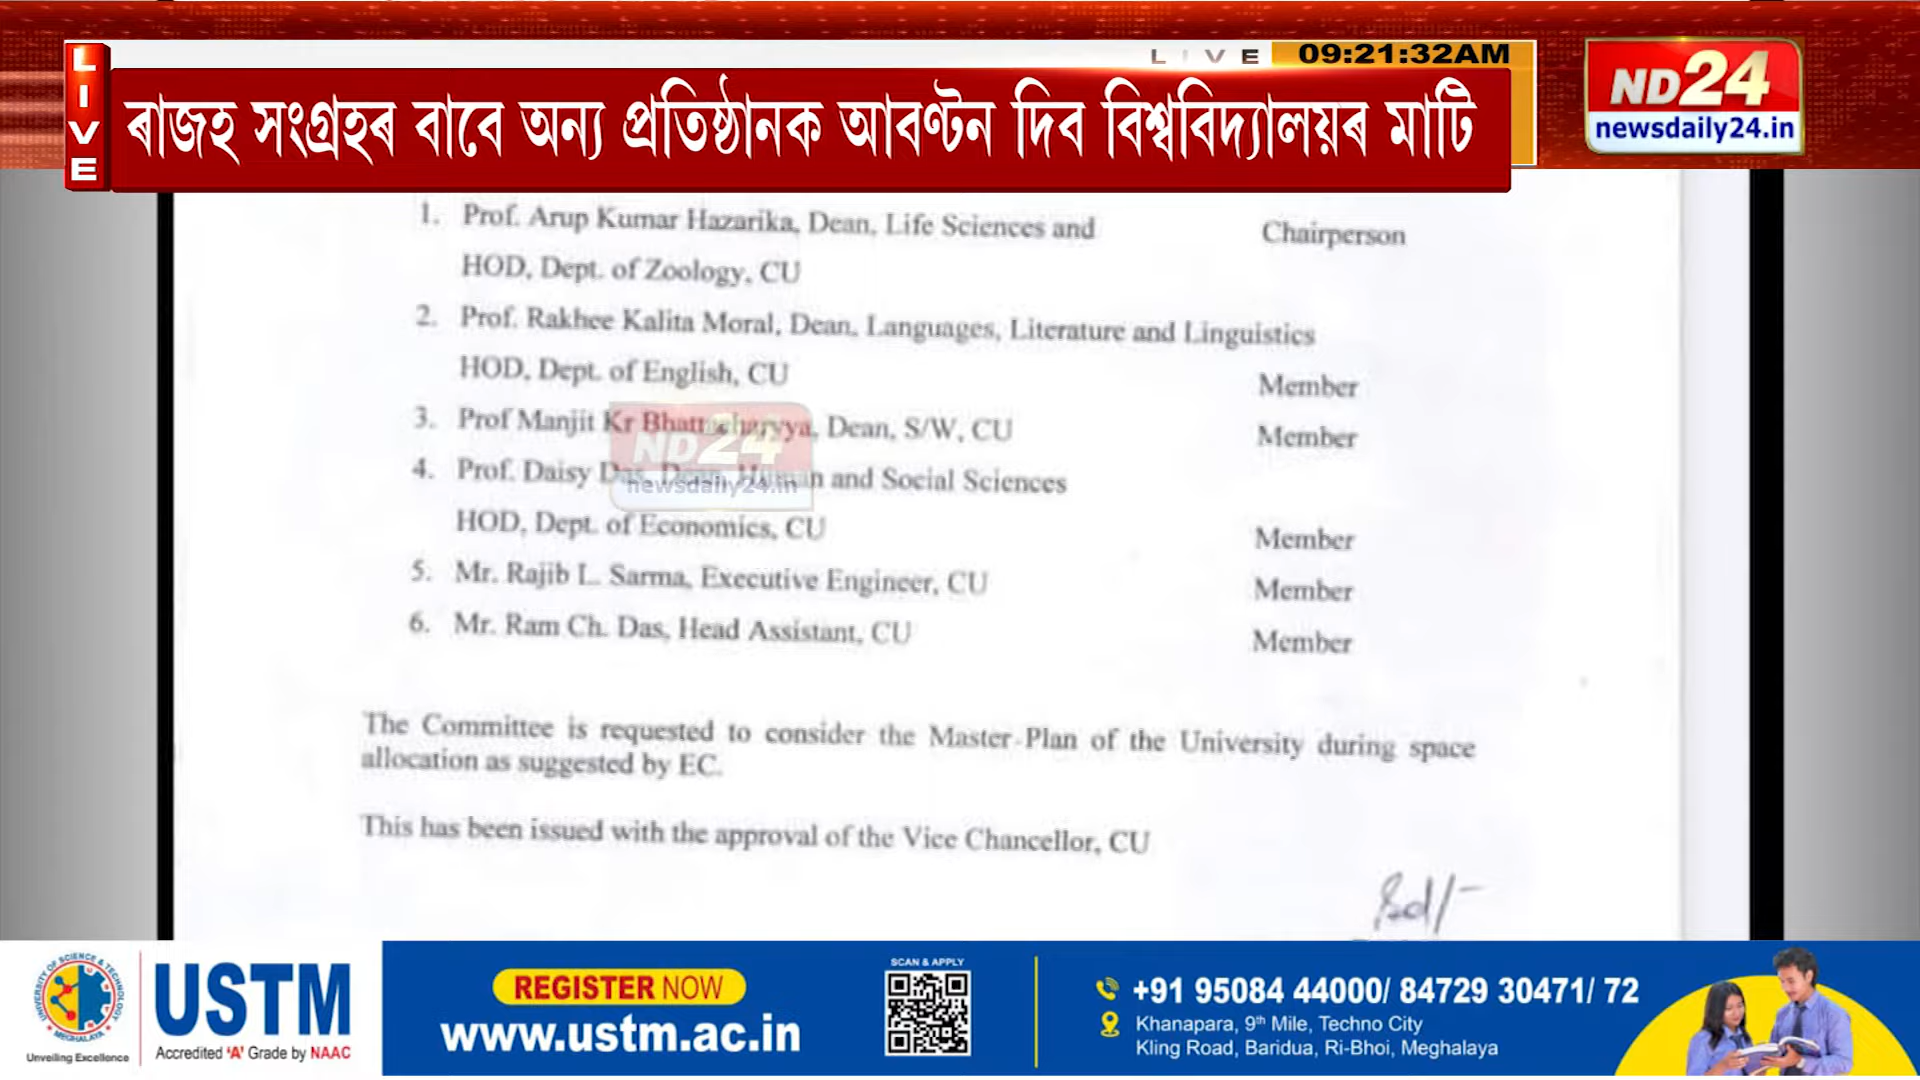 LIVE
LIVE 09:21:32AM
ৰাজহ সংগ্ৰহৰ বাবে অন্য প্ৰতিষ্ঠানক আবণ্টন দিব বিশ্ববিদ্যালয়ৰ মাটি
ND24
newsdaily24.in
1. Prof. Arup Kumar Hazarika, Dean, Life Sciences and Chairperson
HOD, Dept. of Zoology, CU
2. Prof. Rakhee Kalita Moral, Dean, Languages, Literature and Linguistics
HOD, Dept. of English, CU Member
3. Prof Manjit Kr Bhattacharyya, Dean, S/W, CU Member
4. Prof. Daisy Das, Dean, Human and Social Sciences
HOD, Dept. of Economics, CU Member
5. Mr. Rajib L. Sarma, Executive Engineer, CU Member
6. Mr. Ram Ch. Das, Head Assistant, CU Member
ND24
newsdaily24.in
The Committee is requested to consider the Master Plan of the University during space
allocation as suggested by EC.
This has been issued with the approval of the Vice Chancellor, CU
Sd/-
UNIVERSITY OF SCIENCE & TECHNOLOGY
MEGHALAYA
Unveiling Excellence
USTM
Accredited 'A' Grade by NAAC
REGISTER NOW
www.ustm.ac.in
SCAN & APPLY
+91 95084 44000/ 84729 30471/ 72
Khanapara, 9th Mile, Techno City
Kling Road, Baridua, Ri-Bhoi, Meghalaya